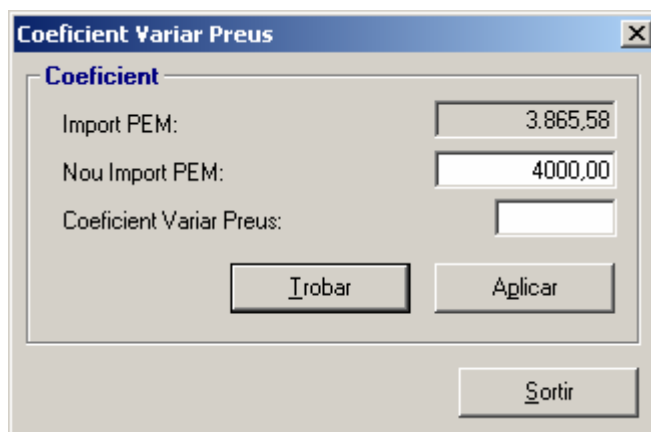 Coeficient Variar Preus
Coeficient
Import PEM: 3.865,58
Nou Import PEM: 4000,00
Coeficient Variar Preus:
Trobar Aplicar
Sortir